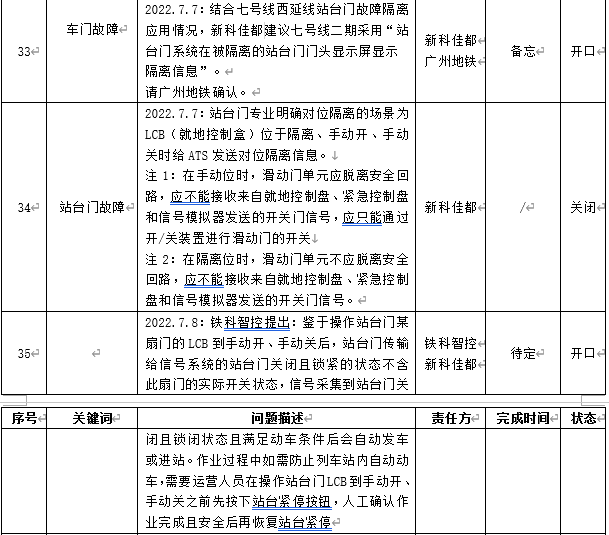 33
车门故障
2022.7.7：结合七号线西延线站台门故障隔离
应用情况，新科佳都建议七号线二期采用“站
台门系统在被隔离的站台门门头显示屏显示
隔离信息”。
请广州地铁确认。
新科佳都
广州地铁
备忘
开口
34
站台门故障
2022.7.7：站台门专业明确对位隔离的场景为
LCB（就地控制盒）位于隔离、手动开、手动
关时给 ATS 发送对位隔离信息。
注 1：在手动位时，滑动门单元应脱离安全回
路，应不能接收来自就地控制盘、紧急控制盘
和信号模拟器发送的开关门信号，应只能通过
开/关装置进行滑动门的开关
注 2：在隔离位时，滑动门单元不应脱离安全
回路，应不能接收来自就地控制盘、紧急控制
盘和信号模拟器发送的开关门信号。
新科佳都
/
关闭
35
2022.7.8：铁科智控提出：鉴于操作站台门某
扇门的 LCB 到手动开、手动关后，站台门传输
给信号系统的站台门关闭且锁紧的状态不含
此扇门的实际开关状态，信号采集到站台门关
铁科智控
新科佳都
待定
开口
序号 关键词 问题描述 责任方 完成时间 状态
闭且锁闭状态且满足动车条件后会自动发车
或进站。作业过程中如需防止列车站内自动动
车，需要运营人员在操作站台门LCB 到手动开、
手动关之前先按下站台紧停按钮，人工确认作
业完成且安全后再恢复站台紧停